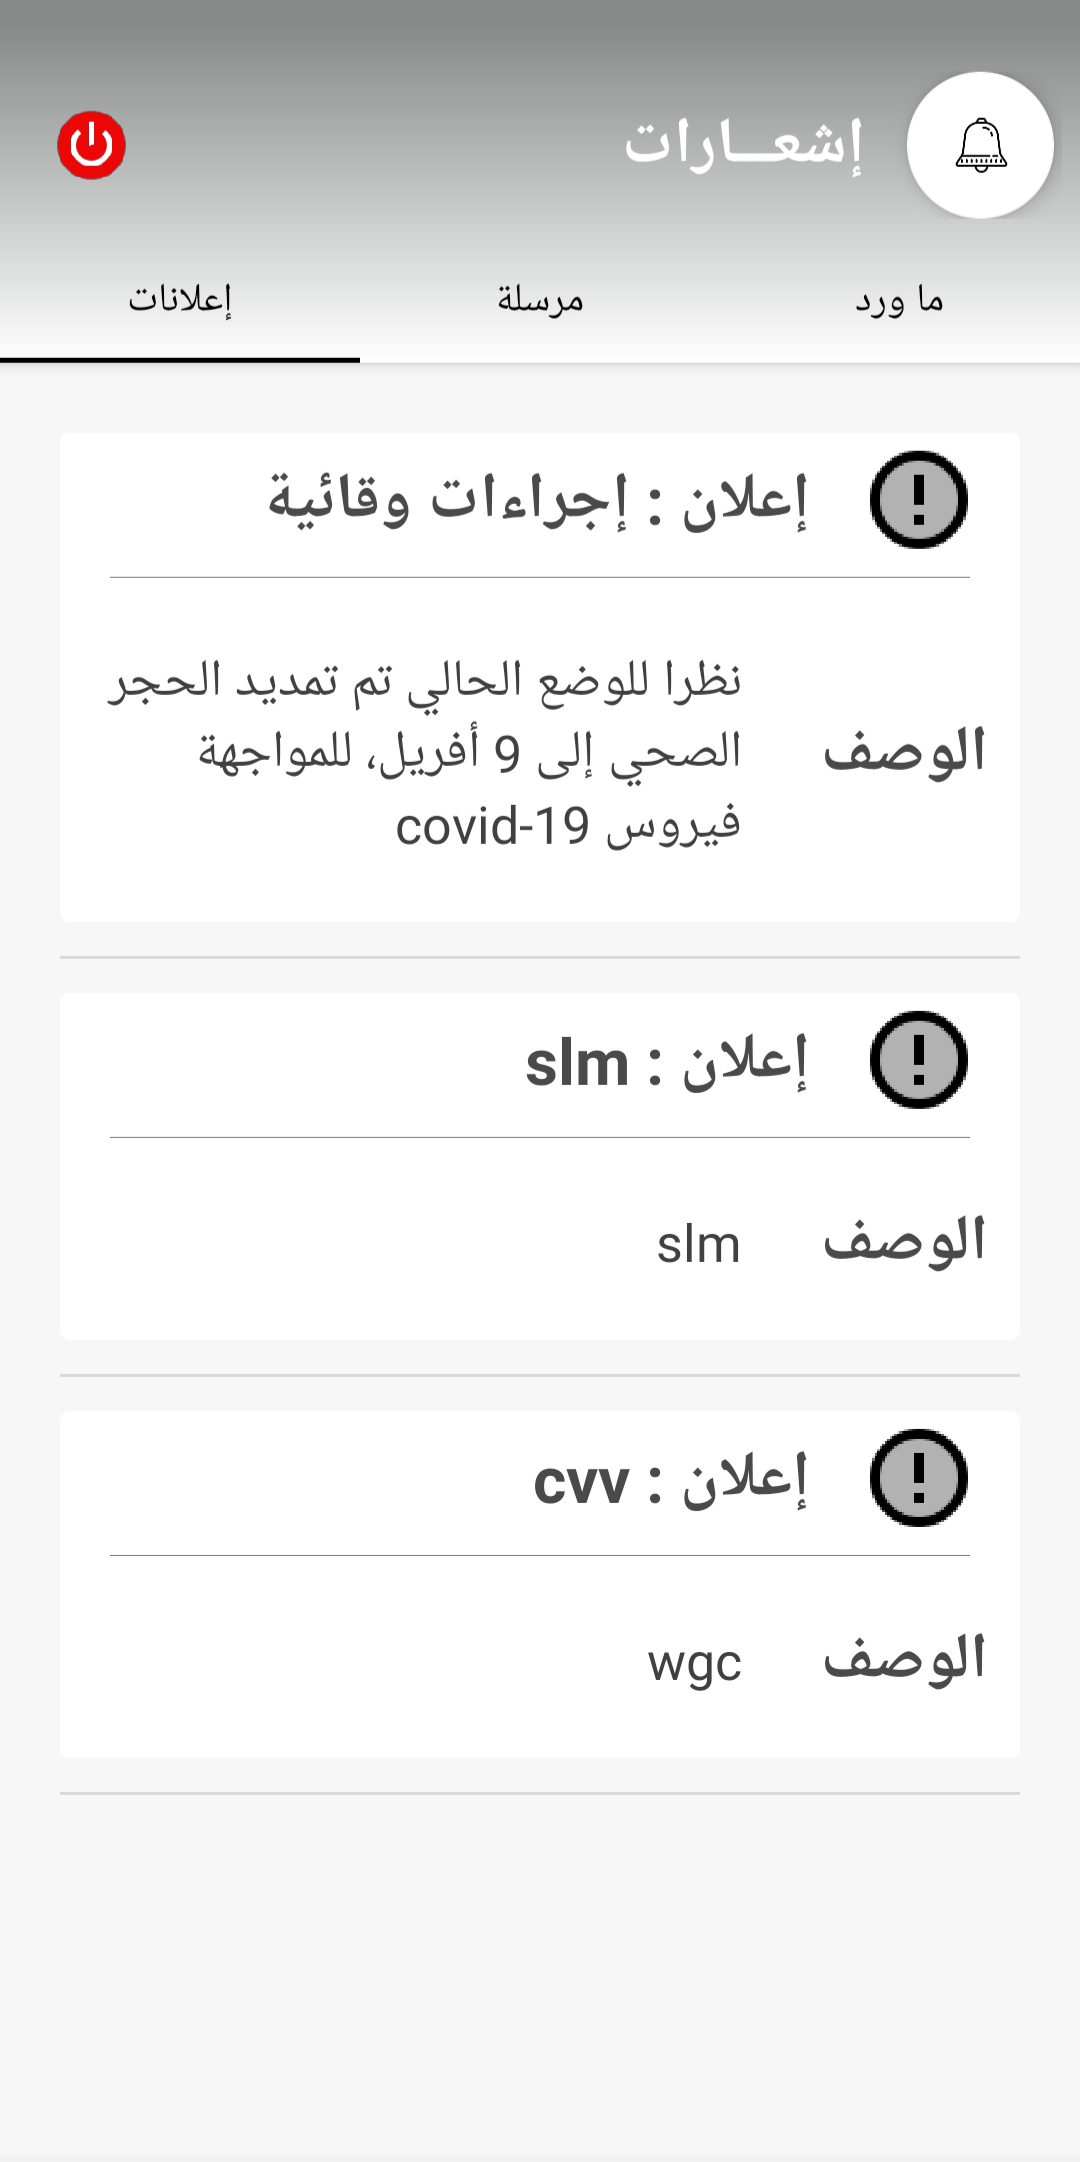 إشعــارات
ما ورد
مرسلة
إعلانات
إعلان : إجراءات وقائية
الوصف
نظرا للوضع الحالي تم تمديد الحجر
الصحي إلى 9 أفريل، للمواجهة
فيروس covid-19
إعلان : slm
الوصف
slm
إعلان : cvv
الوصف
wgc